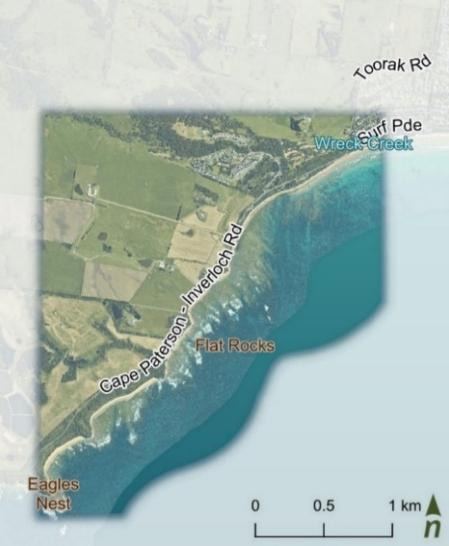 Toorak Rd
Surf Pde
Wreck Creek
Cape Paterson - Inverloch Rd
Flat Rocks
Eagles
Nest
0 0.5 1 km
n